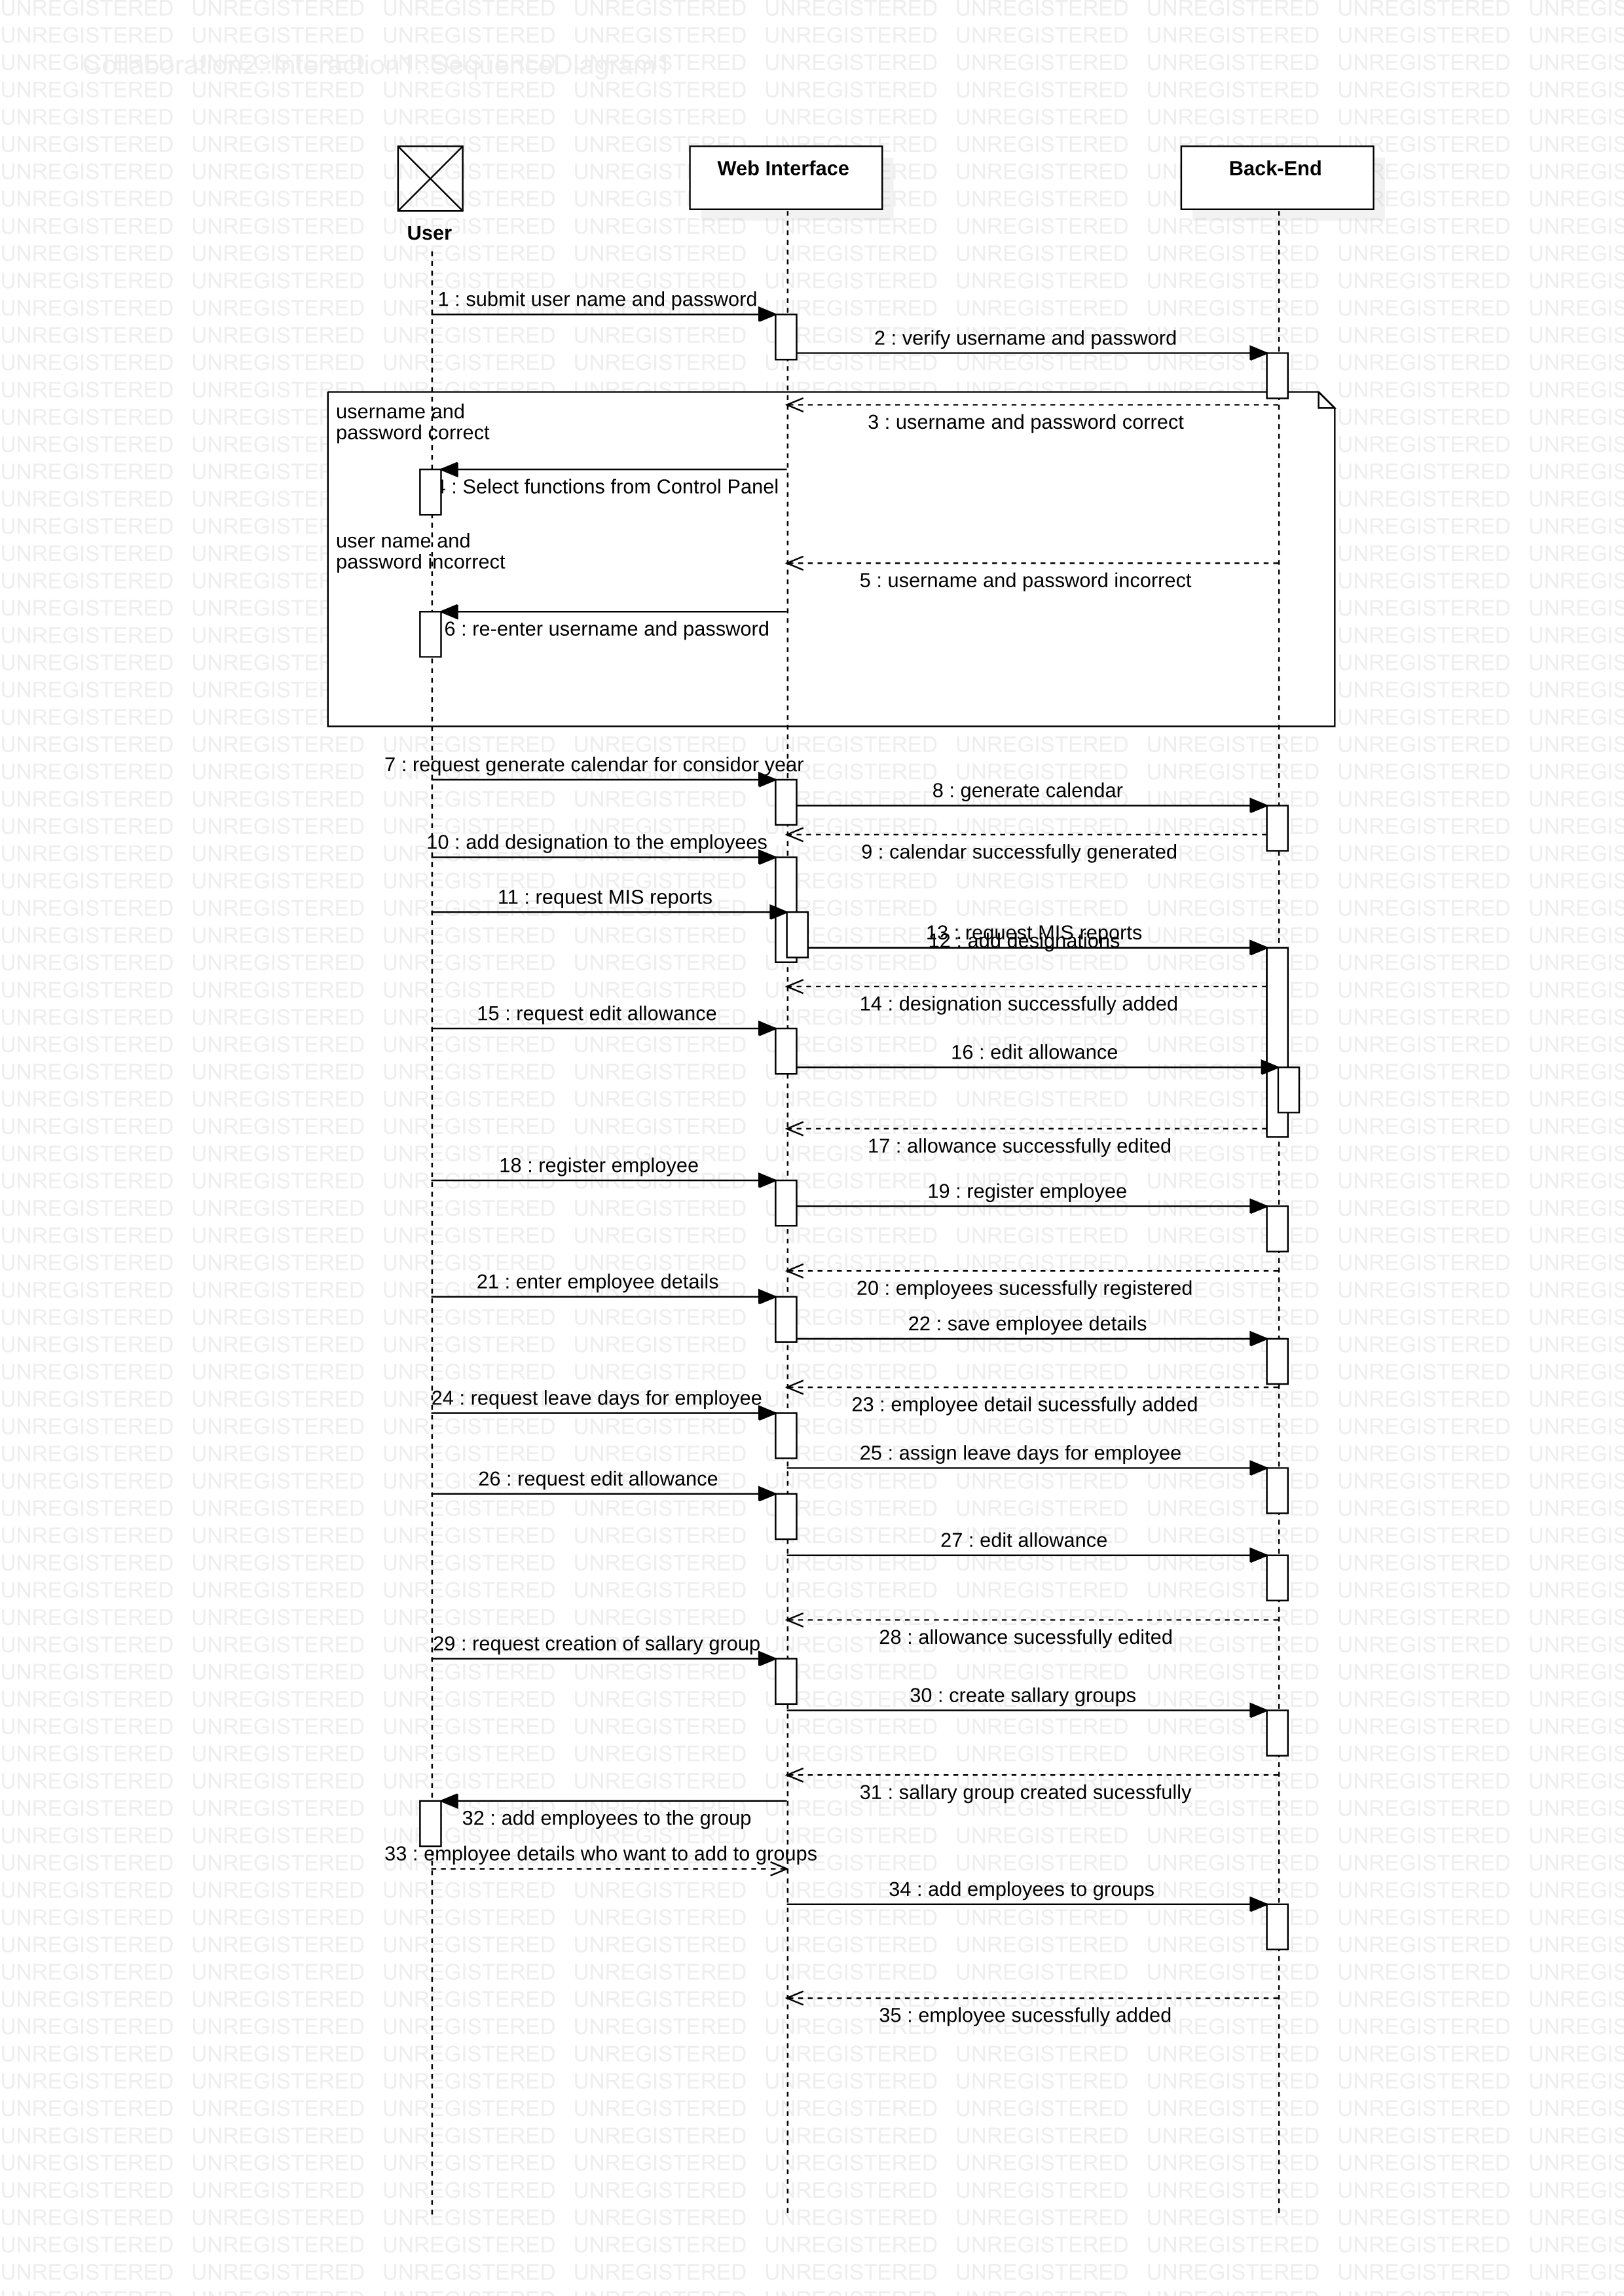 Collaboration2::Interaction1::SequenceDiagram1
User
Web Interface
Back-End
1 : submit user name and password
2 : verify username and password
username and
password correct
3 : username and password correct
4 : Select functions from Control Panel
user name and
password incorrect
5 : username and password incorrect
6 : re-enter username and password
7 : request generate calendar for considor year
8 : generate calendar
10 : add designation to the employees
9 : calendar successfully generated
11 : request MIS reports
13 : request MIS reports
12 : add designations
14 : designation successfully added
15 : request edit allowance
16 : edit allowance
17 : allowance successfully edited
18 : register employee
19 : register employee
20 : employees sucessfully registered
21 : enter employee details
22 : save employee details
24 : request leave days for employee
23 : employee detail sucessfully added
25 : assign leave days for employee
26 : request edit allowance
27 : edit allowance
28 : allowance sucessfully edited
29 : request creation of sallary group
30 : create sallary groups
31 : sallary group created sucessfully
32 : add employees to the group
33 : employee details who want to add to groups
34 : add employees to groups
35 : employee sucessfully added
UNREGISTERED